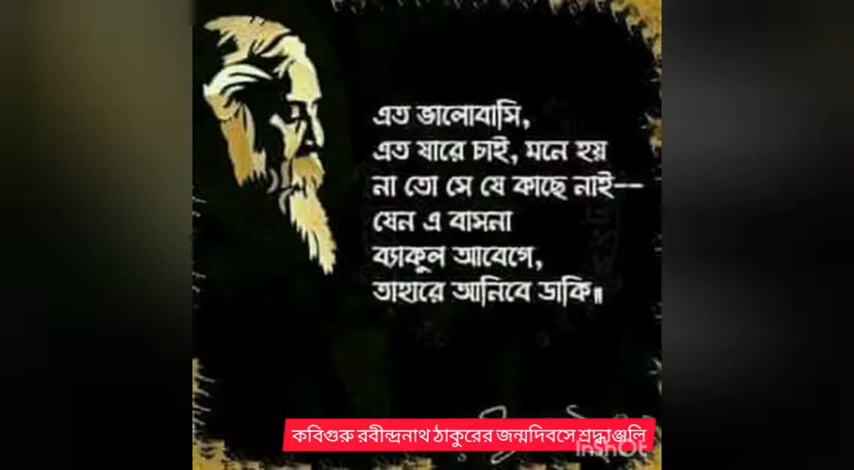 এত ভালোবাসি,
এত যারে চাই, মনে হয়
না তো সে যে কাছে নাই--
যেন এ বাসনা
ব্যাকুল আবেগে,
তাহারে আনিবে ডাকি॥
কবিগুরু রবীন্দ্রনাথ ঠাকুরের জন্মদিবসে শ্রদ্ধাঞ্জলি
InShOt